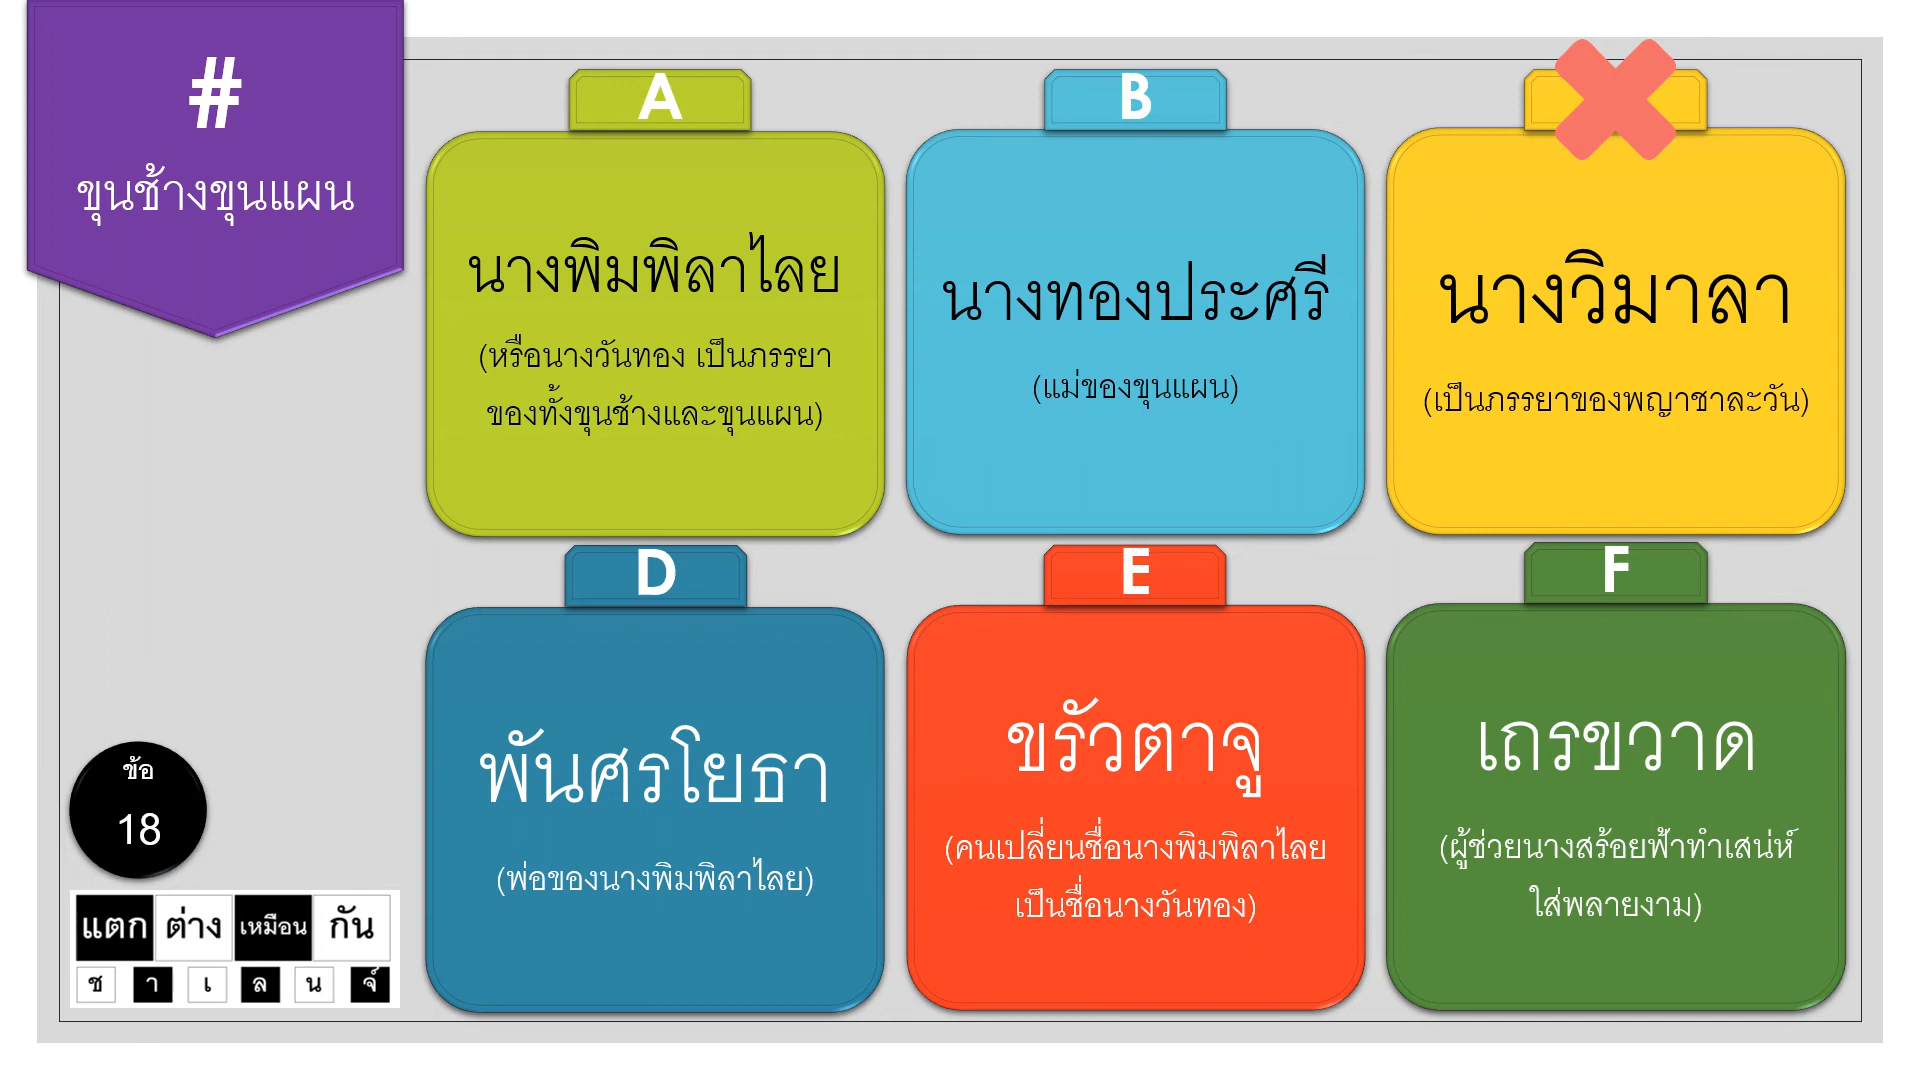 #
ขุนช้างขุนแผน
A
นางพิมพิลาไลย
(หรือนางวันทอง เป็นภรรยา
ของทั้งขุนช้างและขุนแผน)
B
นางทองประศรี
(แม่ของขุนแผน)
นางวิมาลา
(เป็นภรรยาของพญาชาละวัน)
D
พันศรโยธา
(พ่อของนางพิมพิลาไลย)
E
ขรัวตาจู
(คนเปลี่ยนชื่อนางพิมพิลาไลย
เป็นชื่อนางวันทอง)
F
เถรขวาด
(ผู้ช่วยนางสร้อยฟ้าทำเสน่ห์
ใส่พลายงาม)
ข้อ
18
แตก ต่าง เหมือน กัน
ช า เ ล น จ์